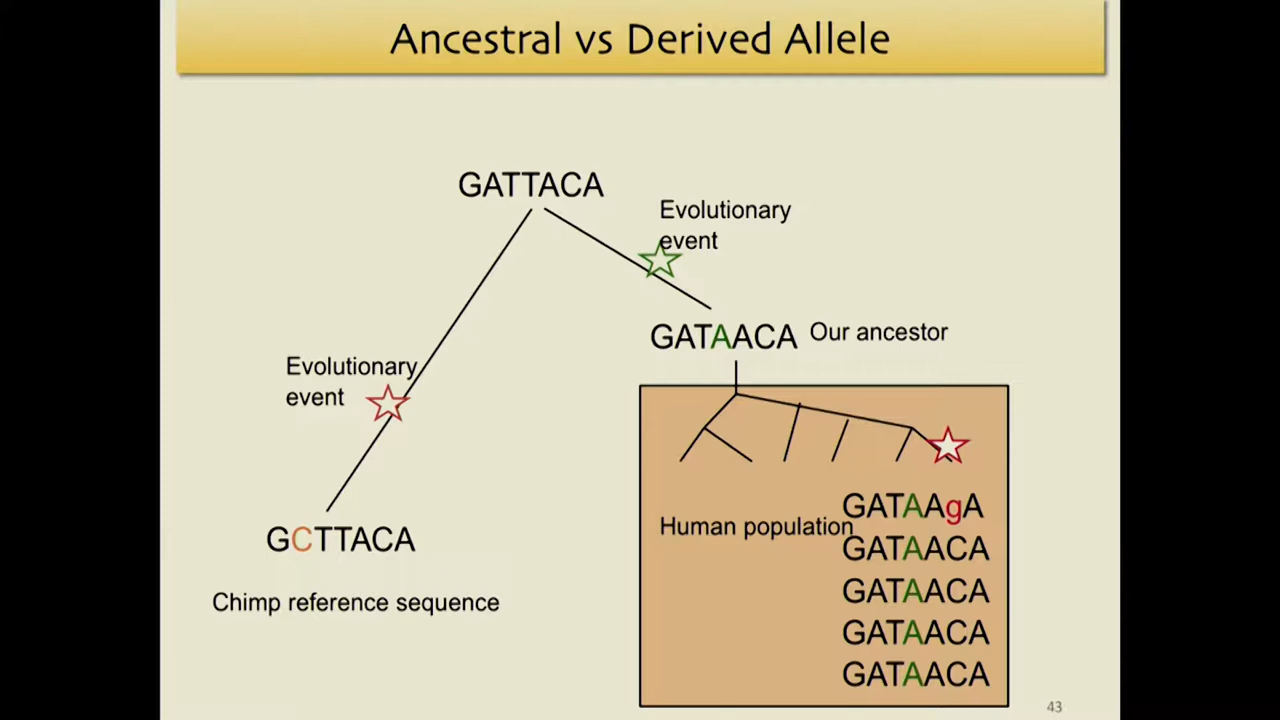 Ancestral vs Derived Allele
GATTACA
Evolutionary
event
GATAACA
Our ancestor
Evolutionary
event
GCTTACA
Chimp reference sequence
Human population
GATAAgA
GATAACA
GATAACA
GATAACA
GATAACA
43